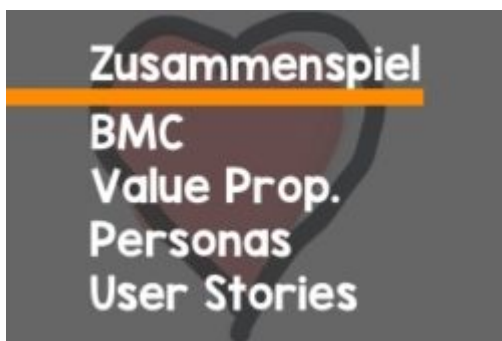 Zusammenspiel
BMC
Value Prop.
Personas
User Stories